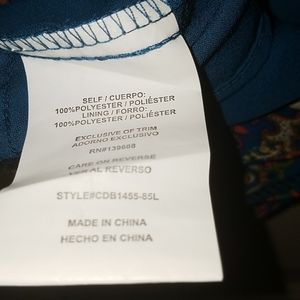 SELF / CUERPO:
100%POLYESTER / POLIÉSTER
LINING / FORRO:
100%POLYESTER / POLIÉSTER
EXCLUSIVE OF TRIM
ADORNO EXCLUSIVO
RN#139608
CARE ON REVERSE
VER AL REVERSO
STYLE#CDB1455-85L
MADE IN CHINA
HECHO EN CHINA